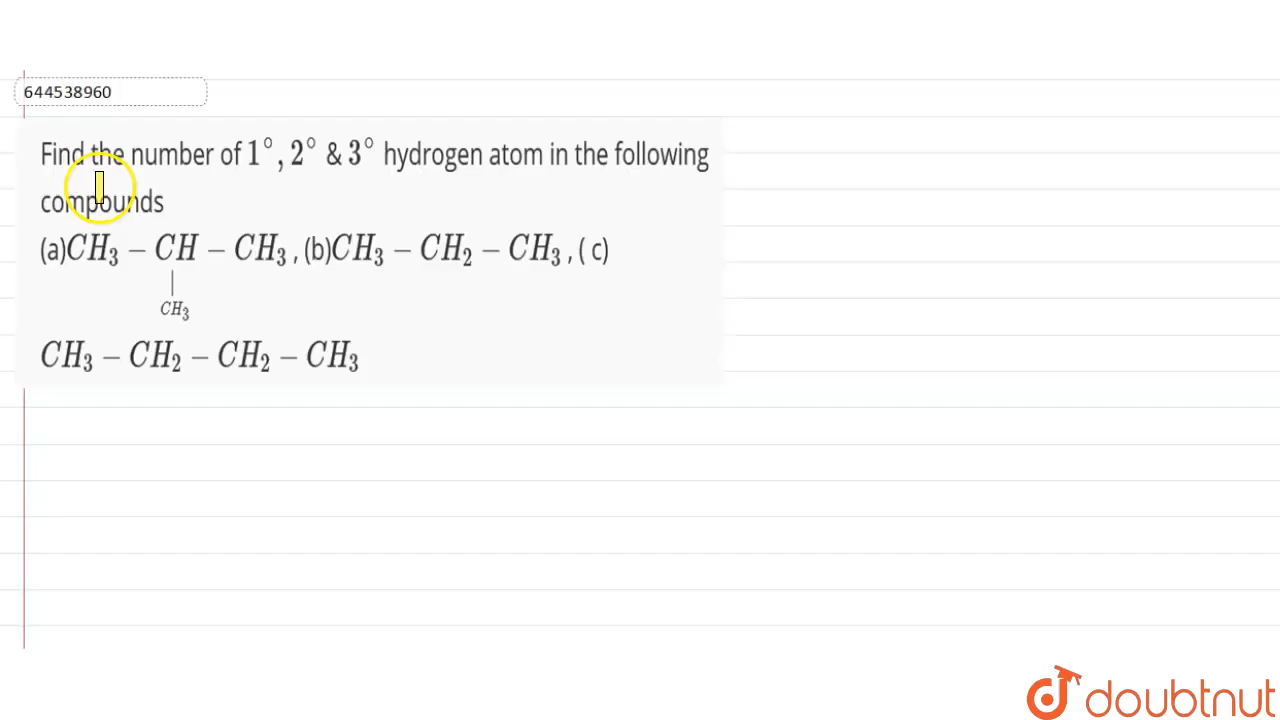 644538960
Find the number of 1°, 2° & 3° hydrogen atom in the following
compounds
(a)CH₃ − CH − CH₃ , (b)CH₃ − CH₂ − CH₃ , ( c)
|
CH₃
CH₃ − CH₂ − CH₂ − CH₃
doubtnut